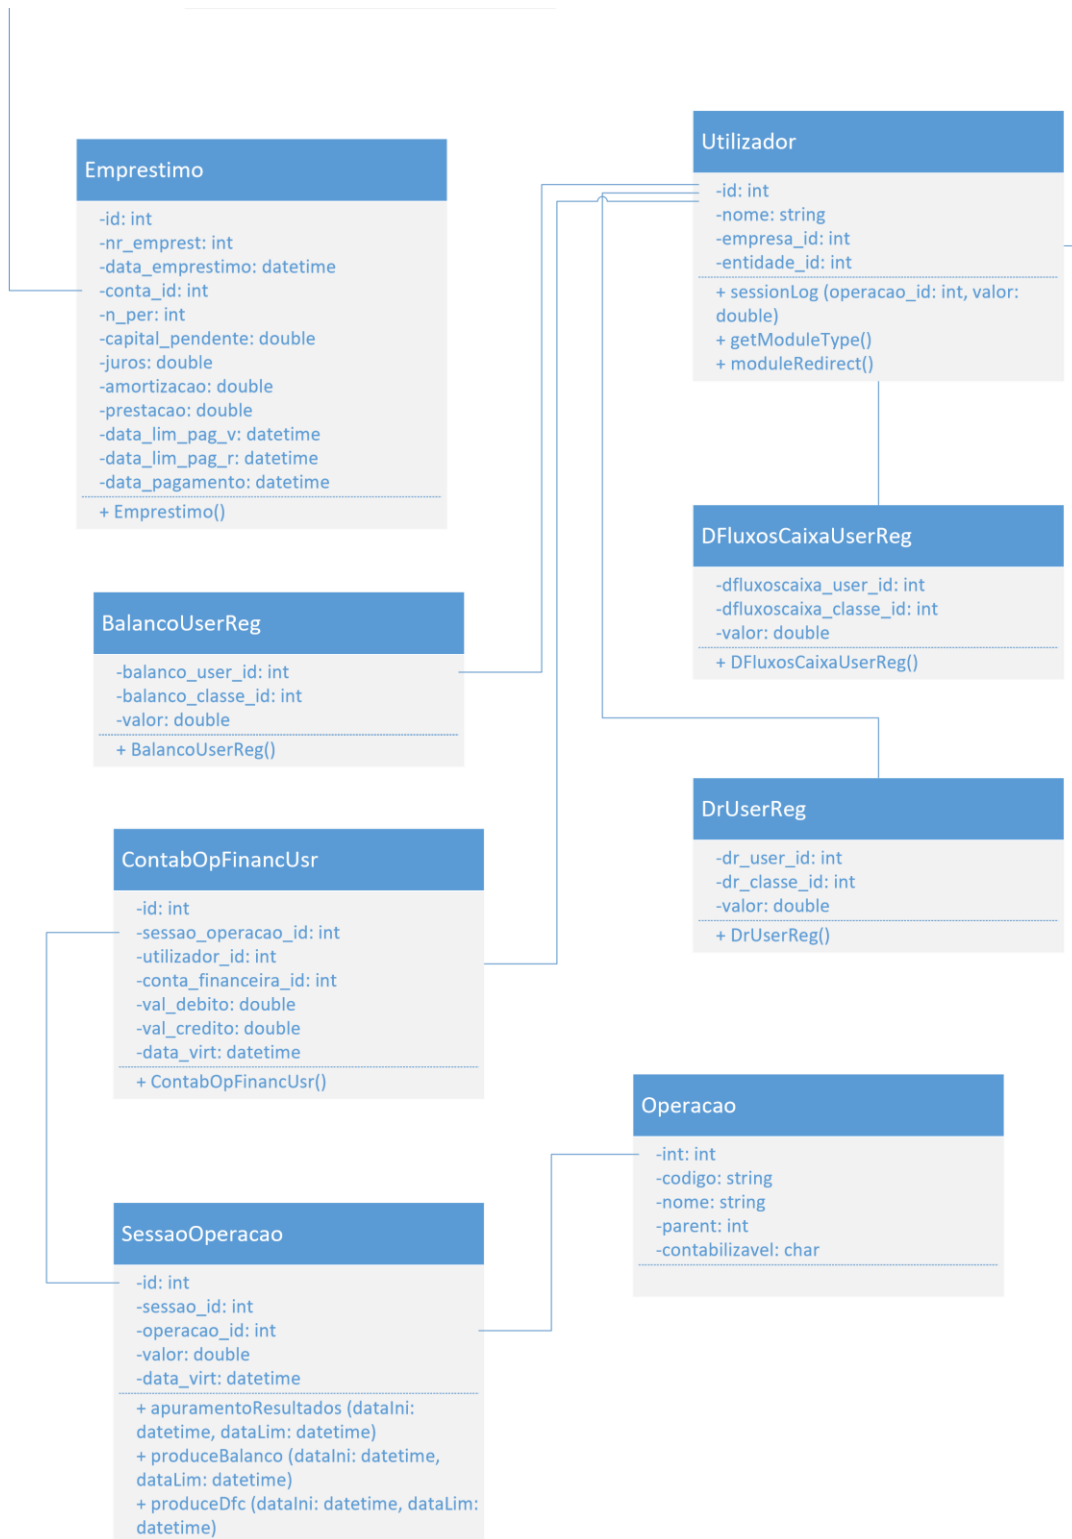 Emprestimo
-id: int
-nr_emprest: int
-data_emprestimo: datetime
-conta_id: int
-n_per: int
-capital_pendente: double
-juros: double
-amortizacao: double
-prestacao: double
-data_lim_pag_v: datetime
-data_lim_pag_r: datetime
-data_pagamento: datetime
+ Emprestimo()
Utilizador
-id: int
-nome: string
-empresa_id: int
-entidade_id: int
+ sessionLog (operacao_id: int, valor:
double)
+ getModuleType()
+ moduleRedirect()
DFluxosCaixaUserReg
-dfluxoscaixa_user_id: int
-dfluxoscaixa_classe_id: int
-valor: double
+ DFluxosCaixaUserReg()
BalancoUserReg
-balanco_user_id: int
-balanco_classe_id: int
-valor: double
+ BalancoUserReg()
DrUserReg
-dr_user_id: int
-dr_classe_id: int
-valor: double
+ DrUserReg()
ContabOpFinancUsr
-id: int
-sessao_operacao_id: int
-utilizador_id: int
-conta_financeira_id: int
-val_debito: double
-val_credito: double
-data_virt: datetime
+ ContabOpFinancUsr()
Operacao
-int: int
-codigo: string
-nome: string
-parent: int
-contabilizavel: char
SessaoOperacao
-id: int
-sessao_id: int
-operacao_id: int
-valor: double
-data_virt: datetime
+ apuramentoResultados (dataIni:
datetime, dataLim: datetime)
+ produceBalanco (dataIni: datetime,
dataLim: datetime)
+ produceDfc (dataIni: datetime, dataLim:
datetime)